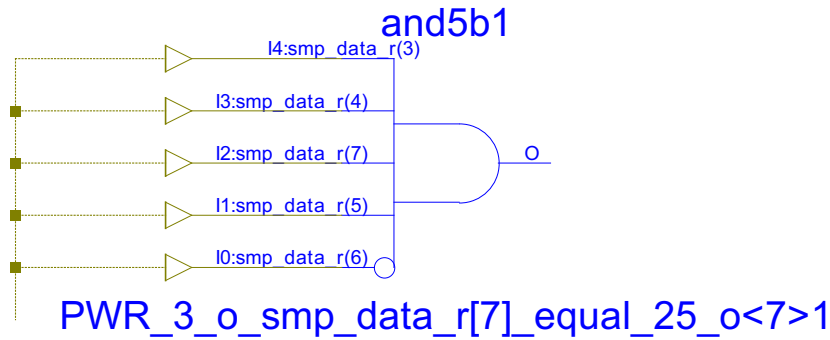 and5b1
I4:smp_data_r(3)
I3:smp_data_r(4)
I2:smp_data_r(7)
O
I1:smp_data_r(5)
I0:smp_data_r(6)
PWR_3_o_smp_data_r[7]_equal_25_o<7>1